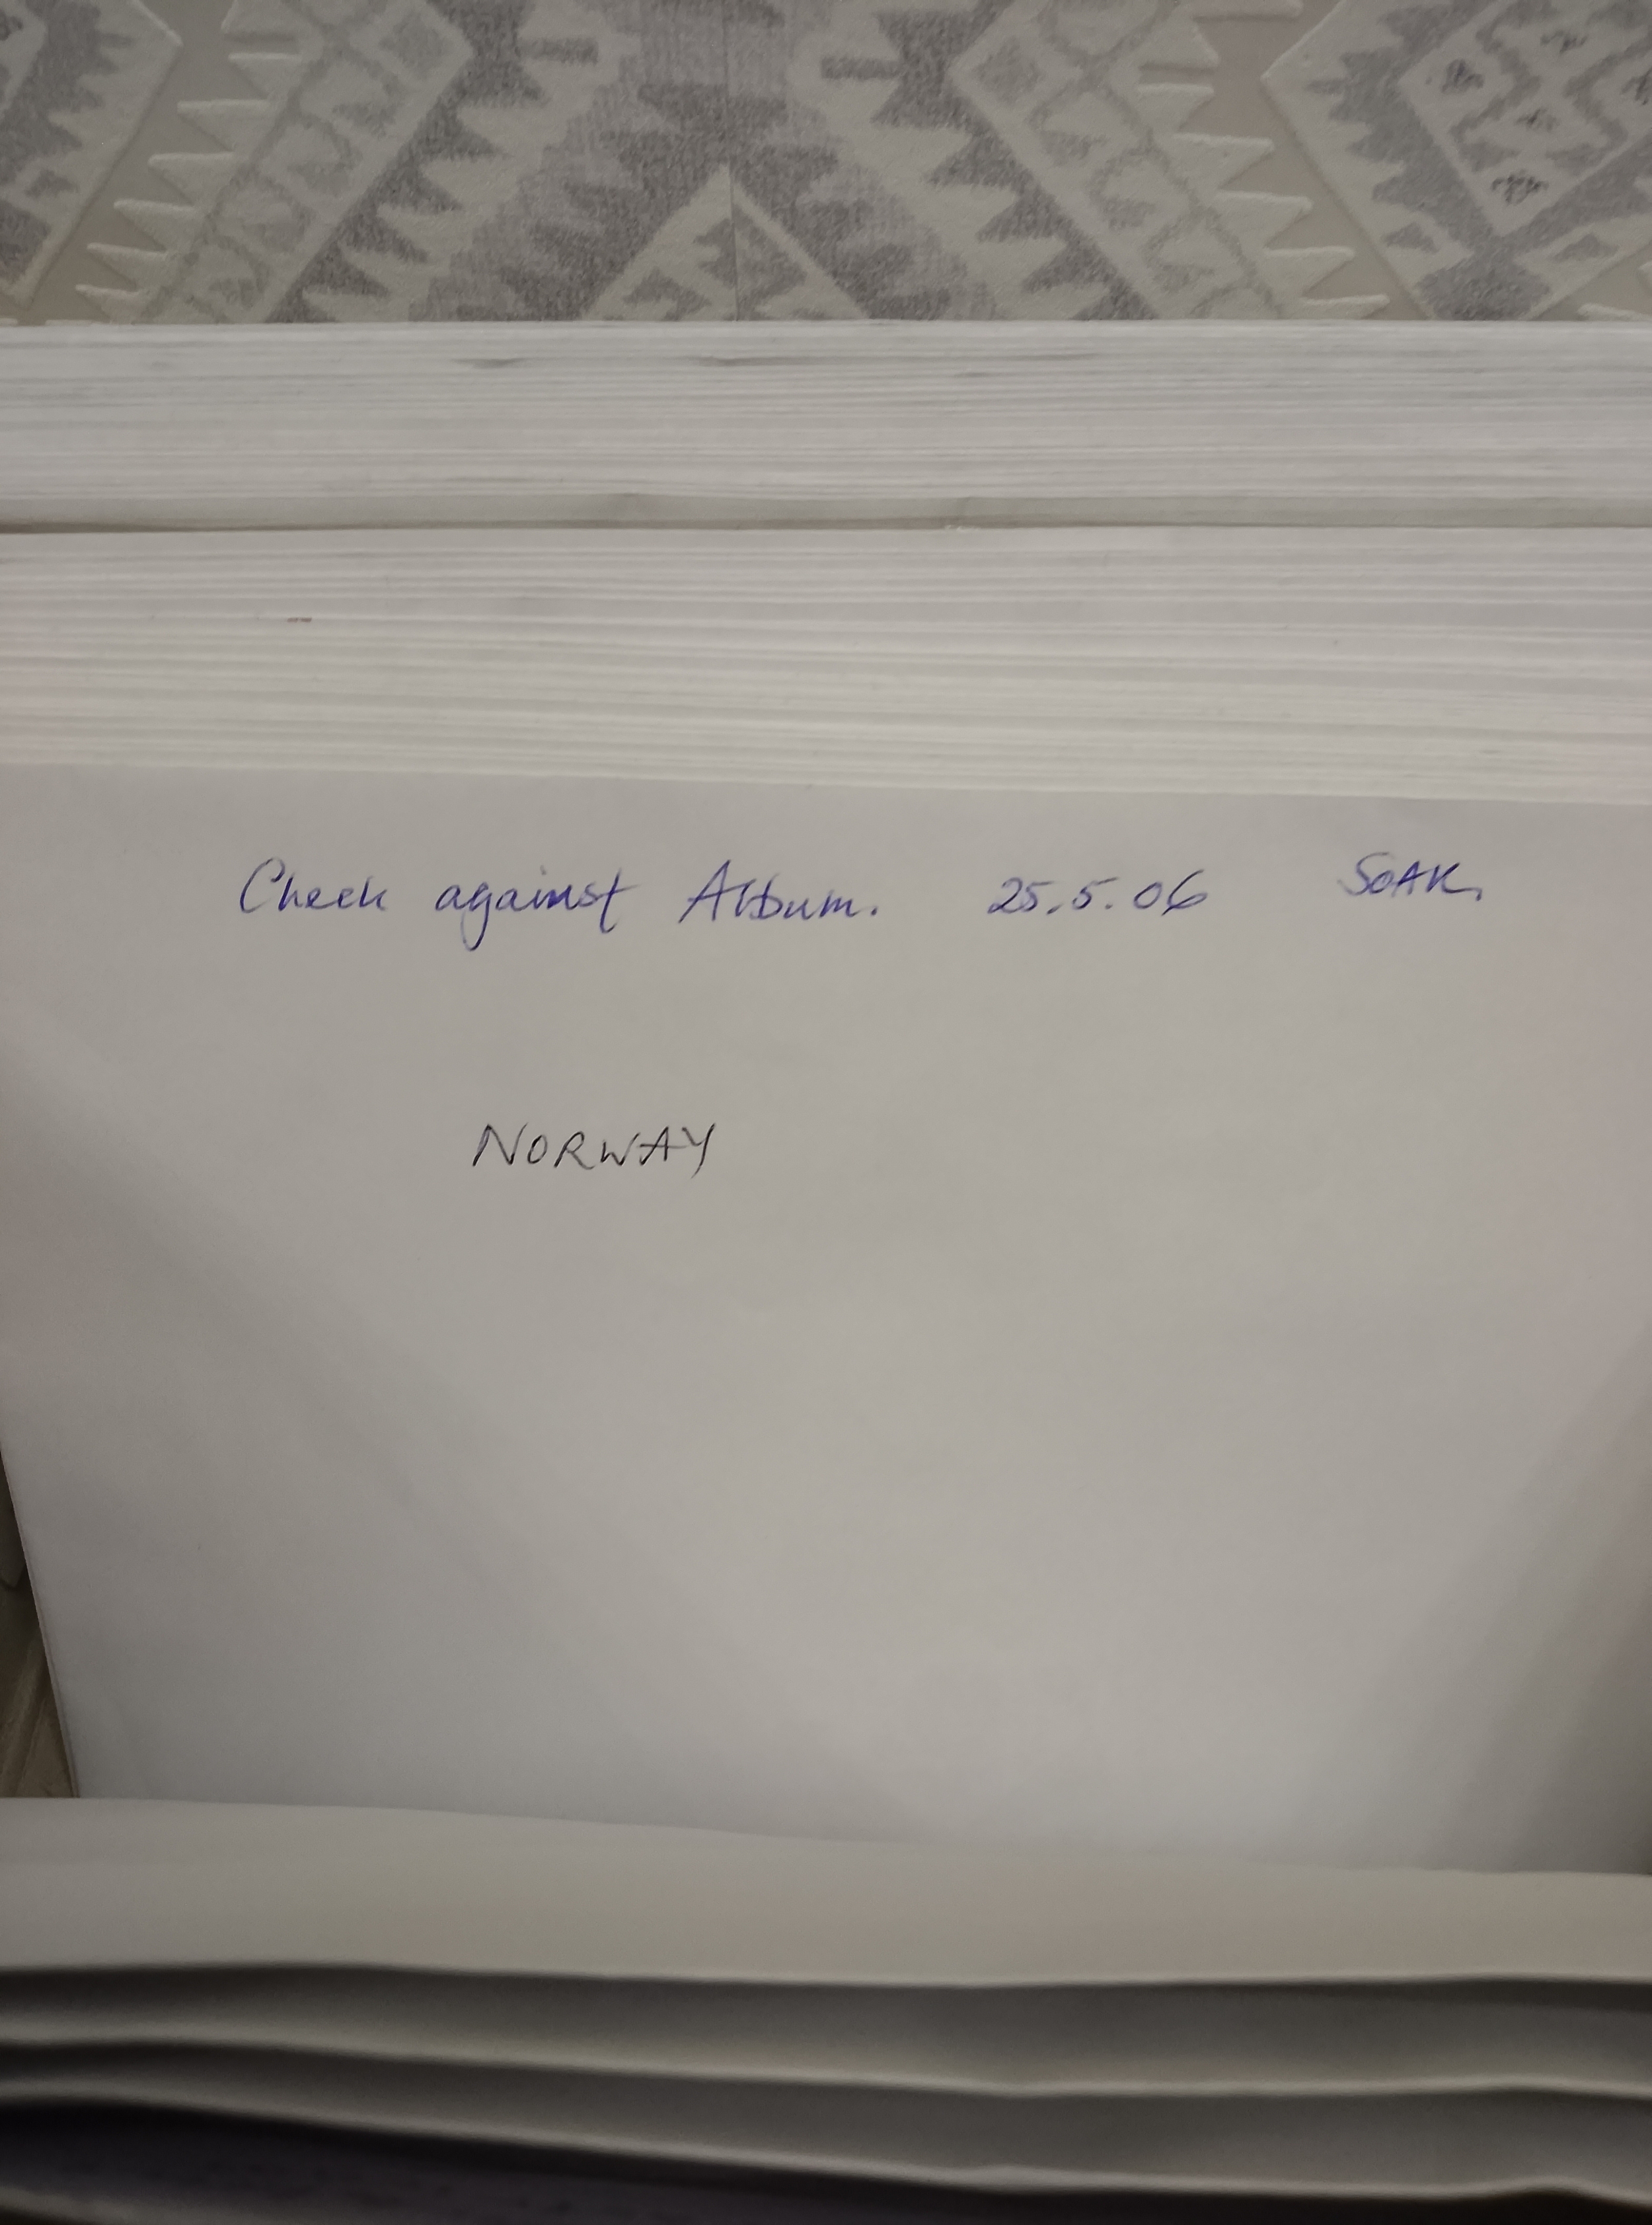 Check against Album. 25.5.06 SOAK.
NORWAY